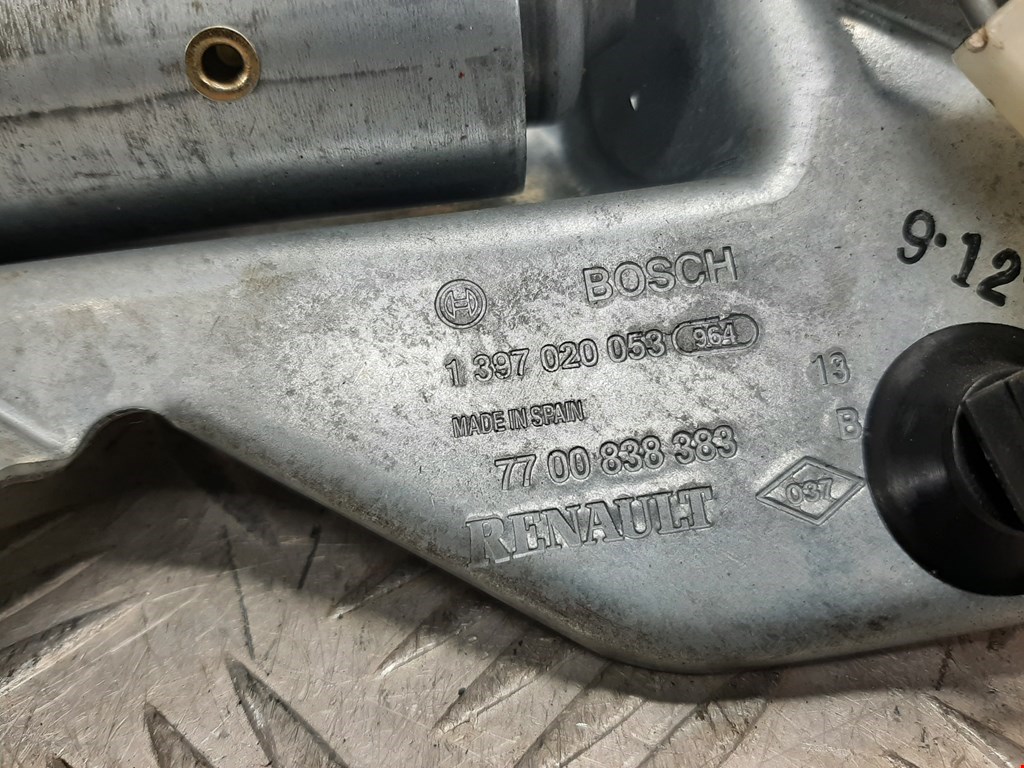 BOSCH
1 397 020 053 964
MADE IN SPAIN
77 00 838 383
RENAULT
037
13
B
9·12